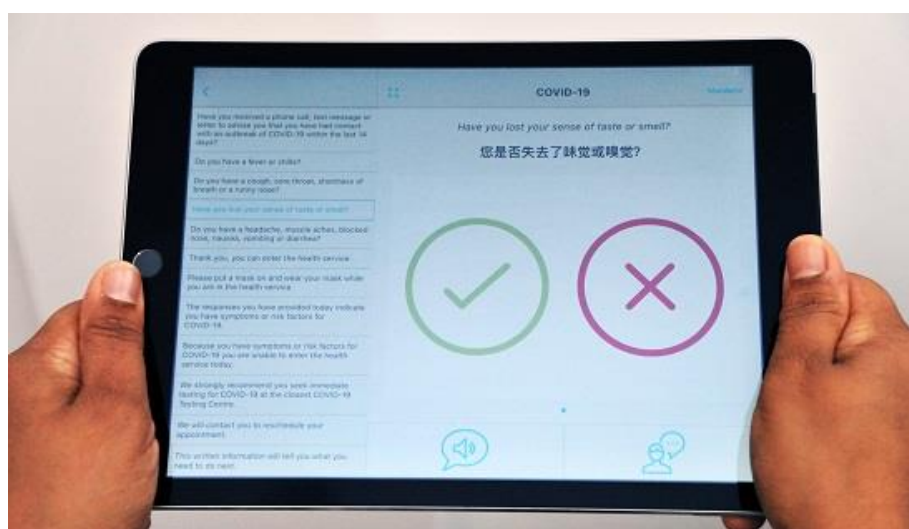 COVID-19
Mandarin
Have you received a phone call, text message or
letter to advise you that you have had contact
with an outbreak of COVID-19 within the last 14
days?
Do you have a fever or chills?
Do you have a cough, sore throat, shortness of
breath or a runny nose?
Have you lost your sense of taste or smell?
Do you have a headache, muscle aches, blocked
nose, nausea, vomiting or diarrhea?
Thank you, you can enter the health service
Please put a mask on and wear your mask while
you are in the health service
The responses you have provided today indicate
you have symptoms or risk factors for
COVID-19.
Because you have symptoms or risk factors for
COVID-19 you are unable to enter the health
service today.
We strongly recommend you seek immediate
testing for COVID-19 at the closest COVID-19
Testing Centre.
We will contact you to reschedule your
appointment.
This written information will tell you what you
need to do next.
Have you lost your sense of taste or smell?
您是否失去了味觉或嗅觉?